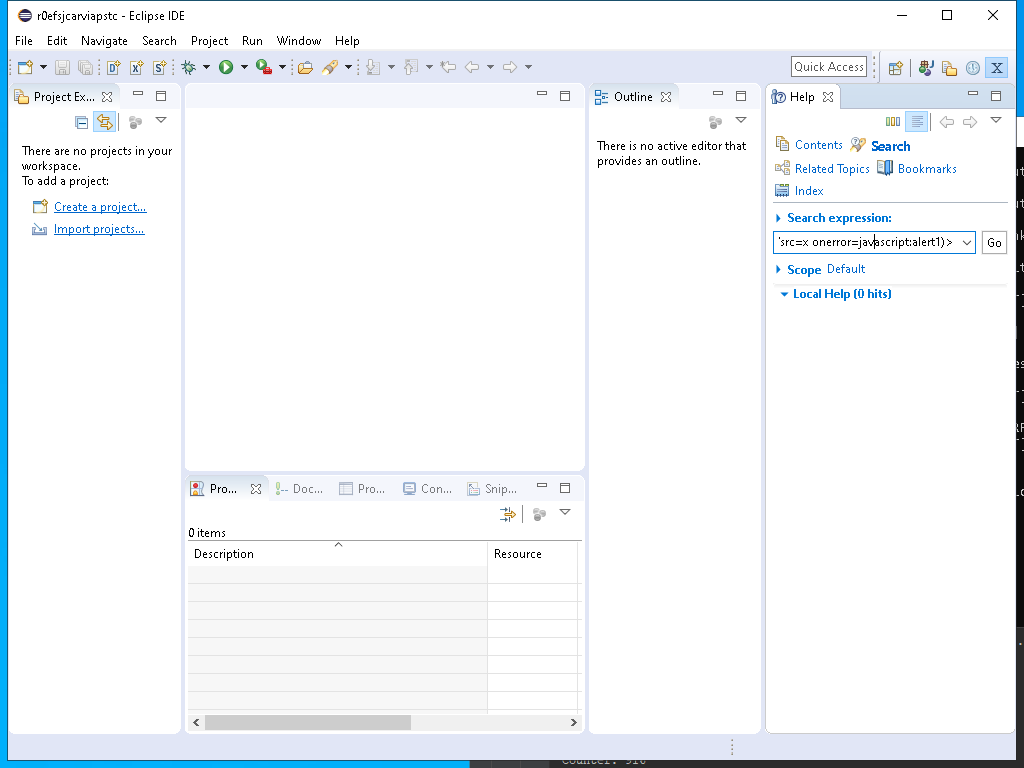 r0efsjcarviapstc - Eclipse IDE
File Edit Navigate Search Project Run Window Help
Quick Access
Project Ex...
Outline
Help
There are no projects in your
workspace.
To add a project:
Create a project...
Import projects...
There is no active editor that
provides an outline.
Contents Search
Related Topics Bookmarks
Index
Search expression:
'src=x onerror=javascript:alert1)>
Go
Scope Default
Local Help (0 hits)
Pro... Doc... Pro... Con... Snip...
0 items
Description Resource